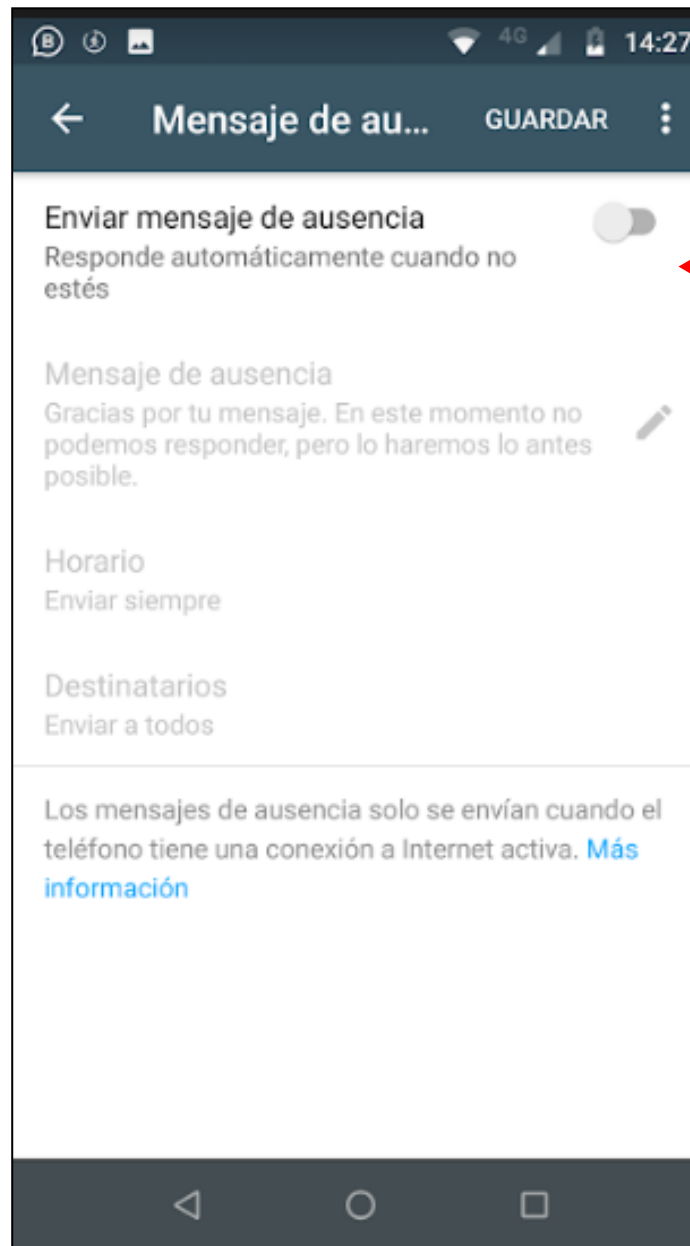 4G 14:27
Mensaje de au... GUARDAR
Enviar mensaje de ausencia
Responde automáticamente cuando no
estés
Mensaje de ausencia
Gracias por tu mensaje. En este momento no
podemos responder, pero lo haremos lo antes
posible.
Horario
Enviar siempre
Destinatarios
Enviar a todos
Los mensajes de ausencia solo se envían cuando el
teléfono tiene una conexión a Internet activa. Más
información